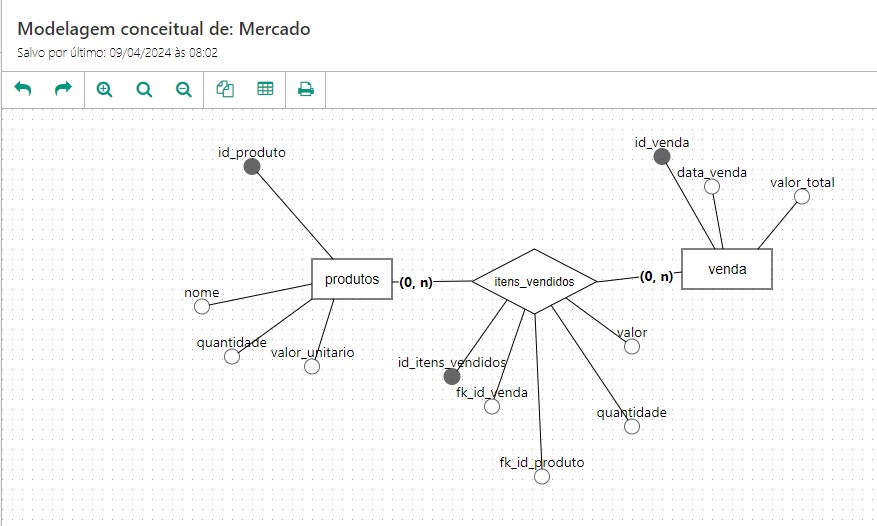 Modelagem conceitual de: Mercado
Salvo por último: 09/04/2024 às 08:02
id_produto
id_venda
data_venda
valor_total
produtos
(0, n)
itens_vendidos
(0, n)
venda
nome
quantidade
valor_unitario
valor
id_itens_vendidos
fk_id_venda
quantidade
fk_id_produto